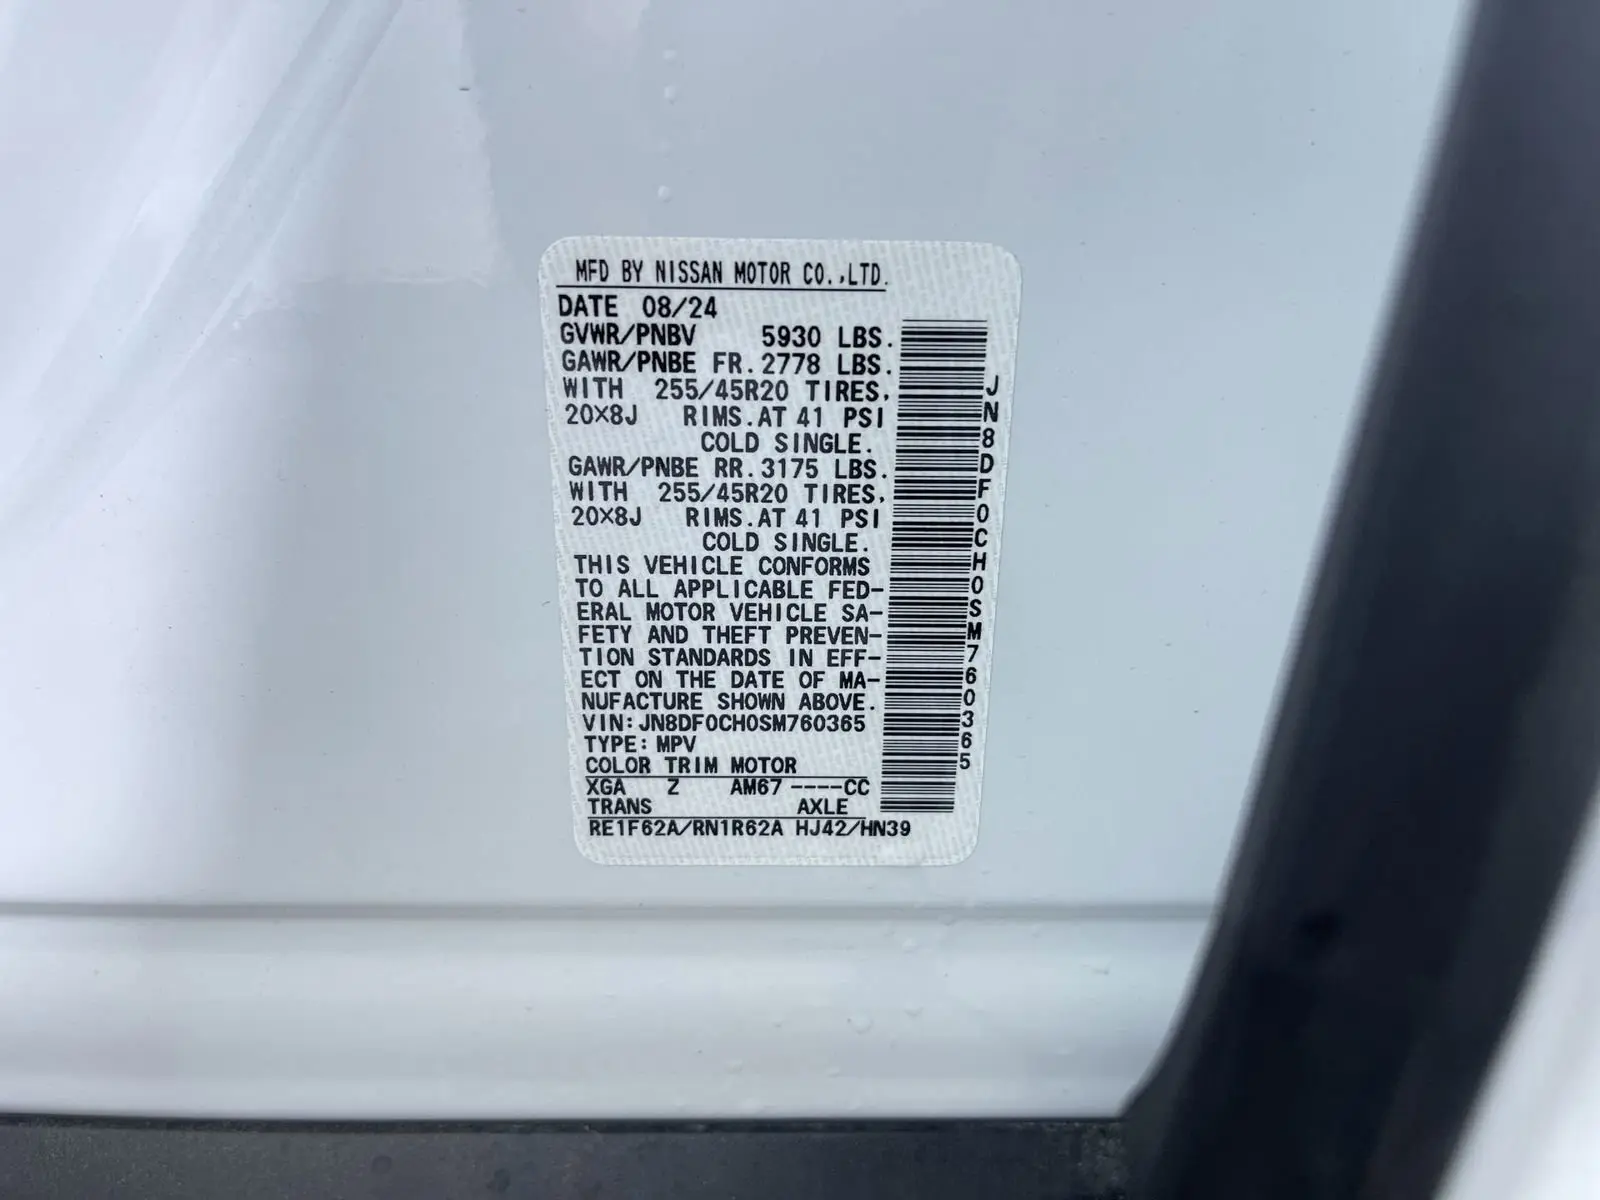 MFD BY NISSAN MOTOR CO.,LTD.
DATE 08/24
GVWR/PNBV 5930 LBS.
GAWR/PNBE FR. 2778 LBS.
WITH 255/45R20 TIRES,
20×8J RIMS. AT 41 PSI
COLD SINGLE.
GAWR/PNBE RR. 3175 LBS.
WITH 255/45R20 TIRES,
20×8J RIMS. AT 41 PSI
COLD SINGLE.
THIS VEHICLE CONFORMS
TO ALL APPLICABLE FED-
ERAL MOTOR VEHICLE SA-
FETY AND THEFT PREVEN-
TION STANDARDS IN EFF-
ECT ON THE DATE OF MA-
NUFACTURE SHOWN ABOVE.
VIN: JN8DF0CH0SM760365
TYPE: MPV
COLOR TRIM MOTOR
XGA Z AM67 ----CC
TRANS AXLE
RE1F62A/RN1R62A HJ42/HN39
JN8DF0CH0SM760365